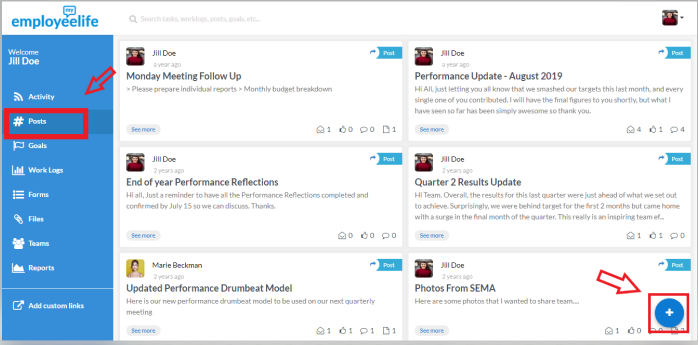 my
employeelife
Search tasks, worklogs, posts, goals, etc...
Welcome
Jill Doe
Activity
Posts
Goals
Work Logs
Forms
Files
Teams
Reports
Add custom links
Jill Doe
a year ago
Post
Monday Meeting Follow Up
> Please prepare individual reports > Monthly budget breakdown
See more
1 0 0 1
Jill Doe
a year ago
Post
Performance Update - August 2019
Hi All, just letting you all know that we smashed our targets this last month, and every
single one of you contributed. I will have the final figures to you shortly, but what I
have seen so far has been simply awesome so thank you.
See more
4 1 4
Jill Doe
2 years ago
Post
End of year Performance Reflections
Hi all, Just a reminder to have all the Performance Reflections completed and
confirmed by July 15 so we can discuss. Thanks.
See more
0 0 0
Jill Doe
2 years ago
Post
Quarter 2 Results Update
Hi Team. Overall, the results for this last quarter were just ahead of what we set out
to achieve. Surprisingly, we were behind target for the first 2 months but came home
with a surge in the final month of the quarter. This really is an inspiring team ef...
See more
1 1 0
Marie Beckman
2 years ago
Post
Updated Performance Drumbeat Model
Here is our new performance drumbeat model to be used on our next quarterly
meeting
See more
1 1 1 1
Jill Doe
2 years ago
Post
Photos From SEMA
Here are some photos that I wanted to share team....
See more
1 0